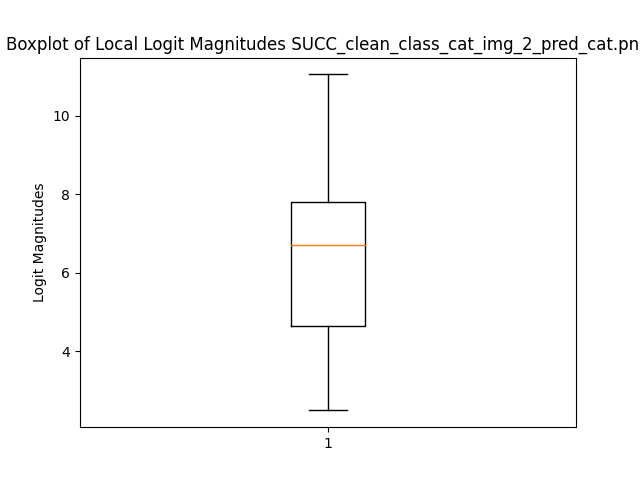 Boxplot of Local Logit Magnitudes SUCC_clean_class_cat_img_2_pred_cat.pn
10
8
6
4
Logit Magnitudes
1